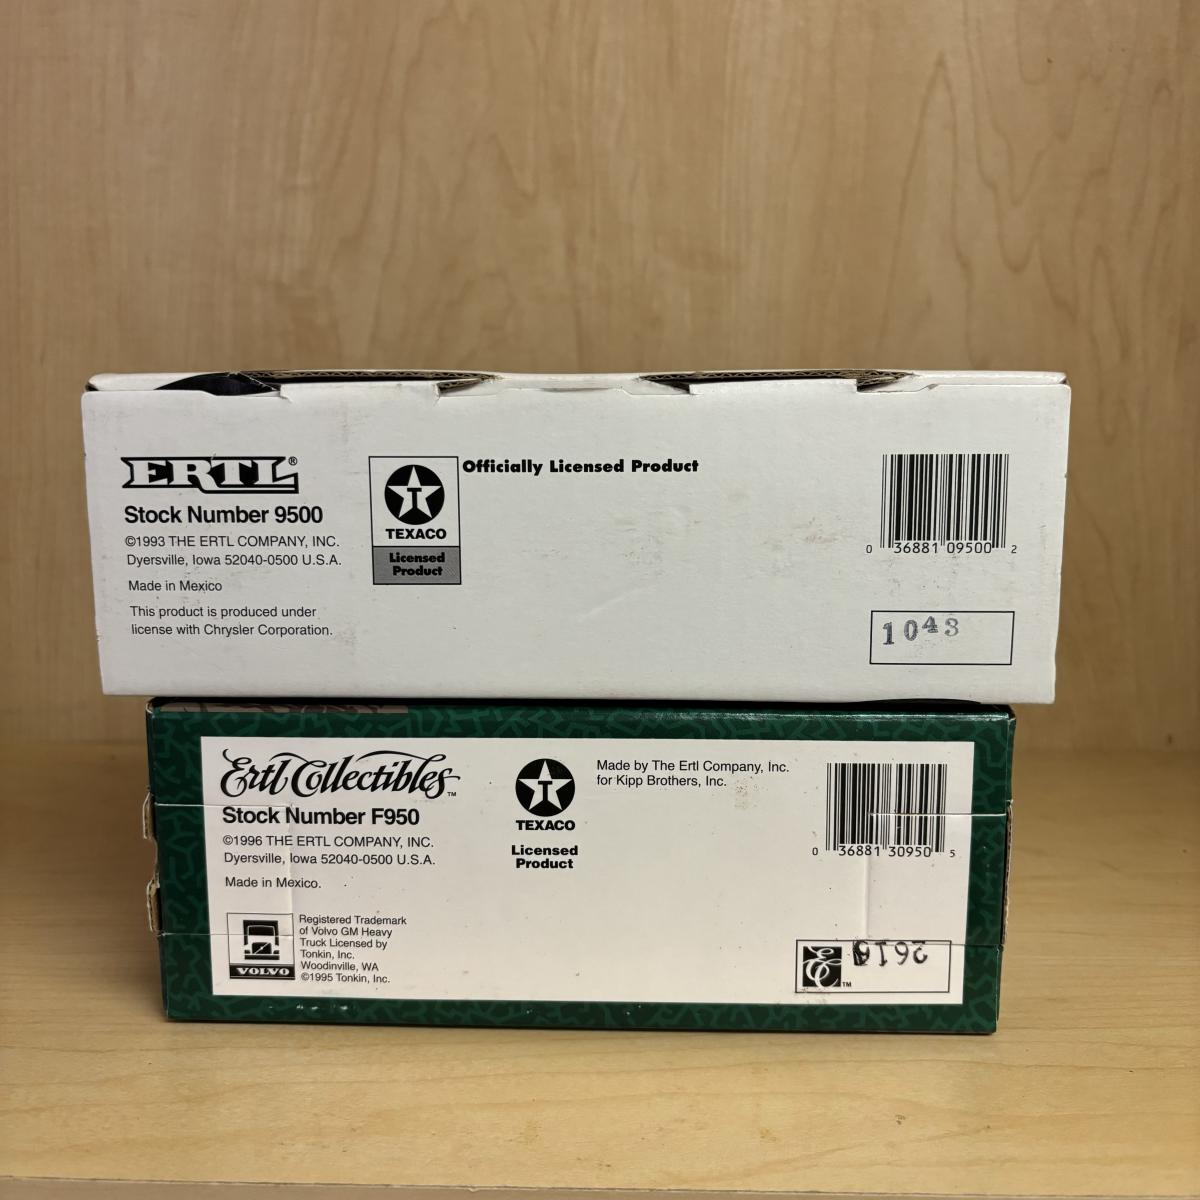 ERTL®
Stock Number 9500
©1993 THE ERTL COMPANY, INC.
Dyersville, Iowa 52040-0500 U.S.A.
Made in Mexico
This product is produced under
license with Chrysler Corporation.
T
TEXACO
Licensed
Product
Officially Licensed Product
0 36881 09500 2
1043
Ertl Collectibles™
Stock Number F950
©1996 THE ERTL COMPANY, INC.
Dyersville, Iowa 52040-0500 U.S.A.
Made in Mexico.
VOLVO
Registered Trademark
of Volvo GM Heavy
Truck Licensed by
Tonkin, Inc.
Woodinville, WA
©1995 Tonkin, Inc.
T
TEXACO
Licensed
Product
Made by The Ertl Company, Inc.
for Kipp Brothers, Inc.
0 36881 30950 5
EC™